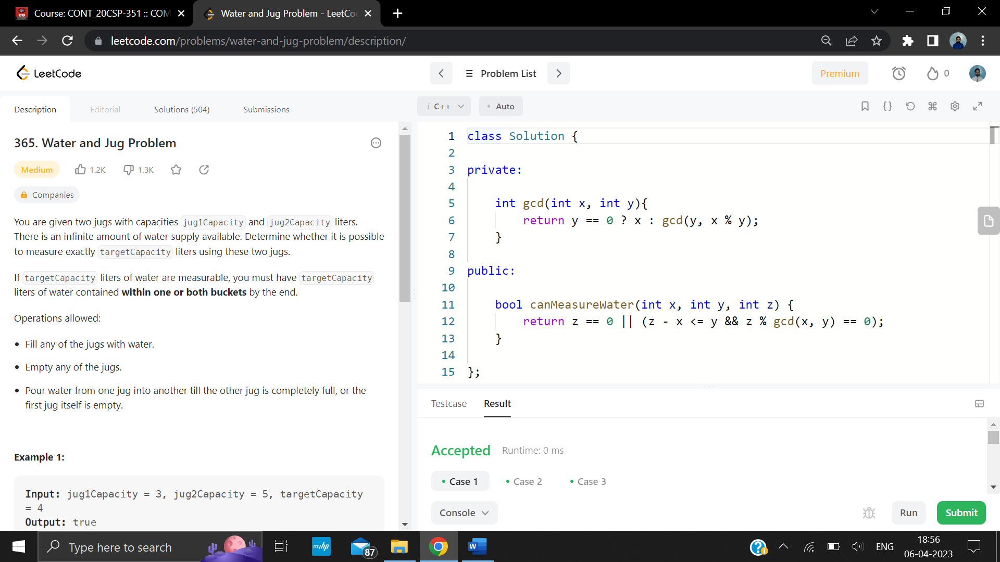 Course: CONT_20CSP-351 :: COM
Water and Jug Problem - LeetCo
leetcode.com/problems/water-and-jug-problem/description/
LeetCode
Problem List
Premium
0
Description
Editorial
Solutions (504)
Submissions
i C++
Auto
365. Water and Jug Problem
Medium
1.2K
1.3K
Companies
You are given two jugs with capacities jug1Capacity and jug2Capacity liters.
There is an infinite amount of water supply available. Determine whether it is possible
to measure exactly targetCapacity liters using these two jugs.
If targetCapacity liters of water are measurable, you must have targetCapacity
liters of water contained within one or both buckets by the end.
Operations allowed:
• Fill any of the jugs with water.
• Empty any of the jugs.
• Pour water from one jug into another till the other jug is completely full, or the
first jug itself is empty.
Example 1:
Input: jug1Capacity = 3, jug2Capacity = 5, targetCapacity
= 4
Output: true
1 class Solution {
2
3 private:
4
5 int gcd(int x, int y){
6 return y == 0 ? x : gcd(y, x % y);
7 }
8
9 public:
10
11 bool canMeasureWater(int x, int y, int z) {
12 return z == 0 || (z - x <= y && z % gcd(x, y) == 0);
13 }
14
15 };
Testcase
Result
Accepted Runtime: 0 ms
• Case 1
• Case 2
• Case 3
Console
Run
Submit
CU
Type here to search
myhp
87
W
ENG
18:56
06-04-2023